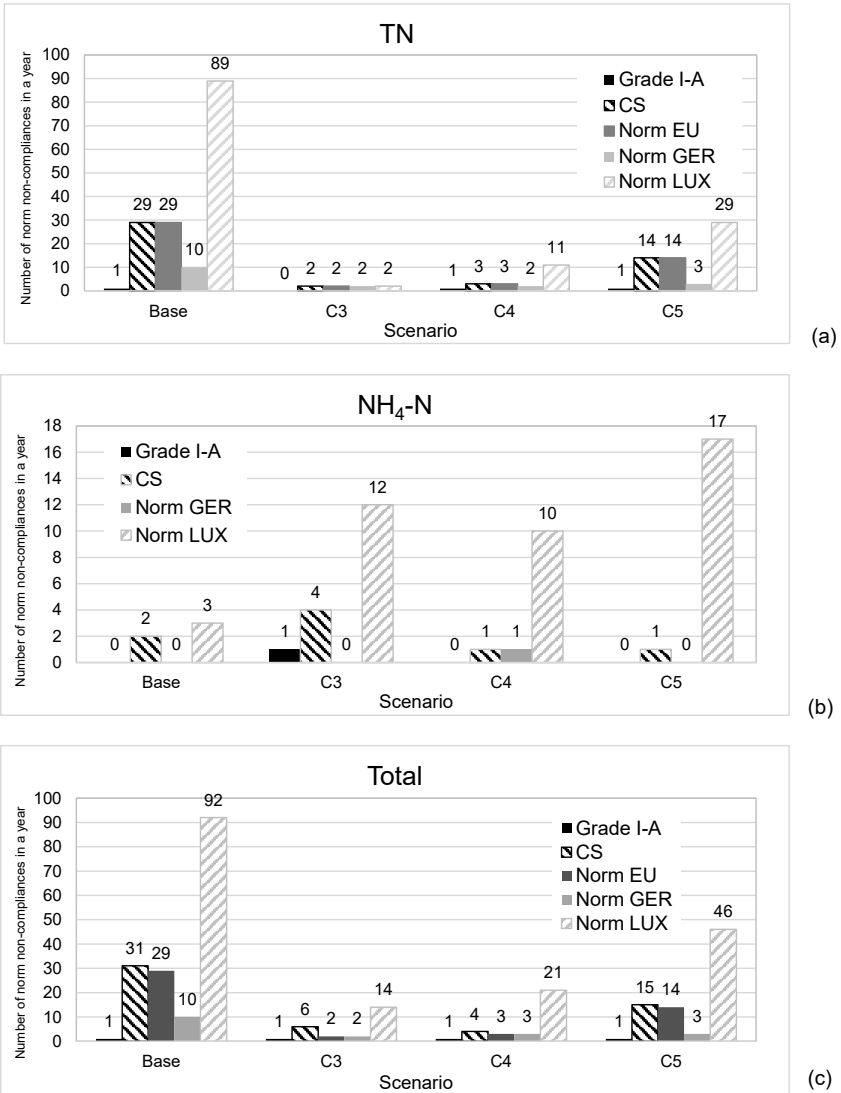 TN
Number of norm non-compliances in a year
100
90
80
70
60
50
40
30
20
10
0
1 29 29 10 89
0 2 2 2 2
1 3 3 2 11
1 14 14 3 29
Grade I-A
CS
Norm EU
Norm GER
Norm LUX
Base C3 C4 C5
Scenario
(a)
NH₄-N
Number of norm non-compliances in a year
18
16
14
12
10
8
6
4
2
0
0 2 0 3
1 4 0 12
0 1 1 10
0 1 0 17
Grade I-A
CS
Norm GER
Norm LUX
Base C3 C4 C5
Scenario
(b)
Total
Number of norm non-compliances in a year
100
90
80
70
60
50
40
30
20
10
0
1 31 29 10 92
1 6 2 2 14
1 4 3 3 21
1 15 14 3 46
Grade I-A
CS
Norm EU
Norm GER
Norm LUX
Base C3 C4 C5
Scenario
(c)